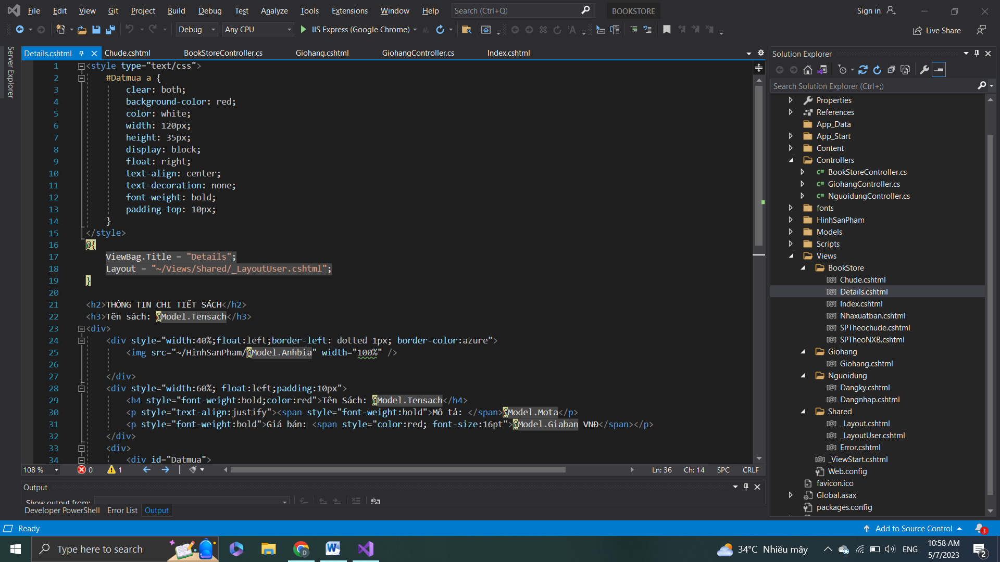 File Edit View Git Project Build Debug Test Analyze Tools Extensions Window Help Search (Ctrl+Q) BOOKSTORE Sign in
Debug Any CPU IIS Express (Google Chrome) Live Share
Server Explorer
Details.cshtml Chude.cshtml BookStoreController.cs Giohang.cshtml GiohangController.cs Index.cshtml
1 <style type="text/css">
2 #Datmua a {
3 clear: both;
4 background-color: red;
5 color: white;
6 width: 120px;
7 height: 35px;
8 display: block;
9 float: right;
10 text-align: center;
11 text-decoration: none;
12 font-weight: bold;
13 padding-top: 10px;
14 }
15 </style>
16 @{
17 ViewBag.Title = "Details";
18 Layout = "~/Views/Shared/_LayoutUser.cshtml";
19 }
20
21 <h2>THÔNG TIN CHI TIẾT SÁCH</h2>
22 <h3>Tên sách: @Model.Tensach</h3>
23 <div>
24 <div style="width:40%;float:left;border-left: dotted 1px; border-color:azure">
25 <img src="~/HinhSanPham/@Model.Anhbia" width="100%" />
26
27 </div>
28 <div style="width:60%; float:left;padding:10px">
29 <h4 style="font-weight:bold;color:red">Tên Sách: @Model.Tensach</h4>
30 <p style="text-align:justify"><span style="font-weight:bold">Mô tả: </span>@Model.Mota</p>
31 <p style="font-weight:bold">Giá bán: <span style="color:red; font-size:16pt">@Model.Giaban VNĐ</span></p>
32 </div>
33 <div>
34 <div id="Datmua">
108 % 0 1 Ln: 36 Ch: 14 SPC CRLF
Output
Show output from:
Developer PowerShell Error List Output
Solution Explorer
Search Solution Explorer (Ctrl+;)
Properties
References
App_Data
App_Start
Content
Controllers
C# BookStoreController.cs
C# GiohangController.cs
C# NguoidungController.cs
fonts
HinhSanPham
Models
Scripts
Views
BookStore
[@] Chude.cshtml
[@] Details.cshtml
[@] Index.cshtml
[@] Nhaxuatban.cshtml
[@] SPTheochude.cshtml
[@] SPTheoNXB.cshtml
Giohang
[@] Giohang.cshtml
Nguoidung
[@] Dangky.cshtml
[@] Dangnhap.cshtml
Shared
[@] _Layout.cshtml
[@] _LayoutUser.cshtml
[@] Error.cshtml
[@] _ViewStart.cshtml
Web.config
favicon.ico
Global.asax
packages.config
Ready Add to Source Control 3
Type here to search D W 34°C Nhiều mây ENG 10:58 AM
5/7/2023 2